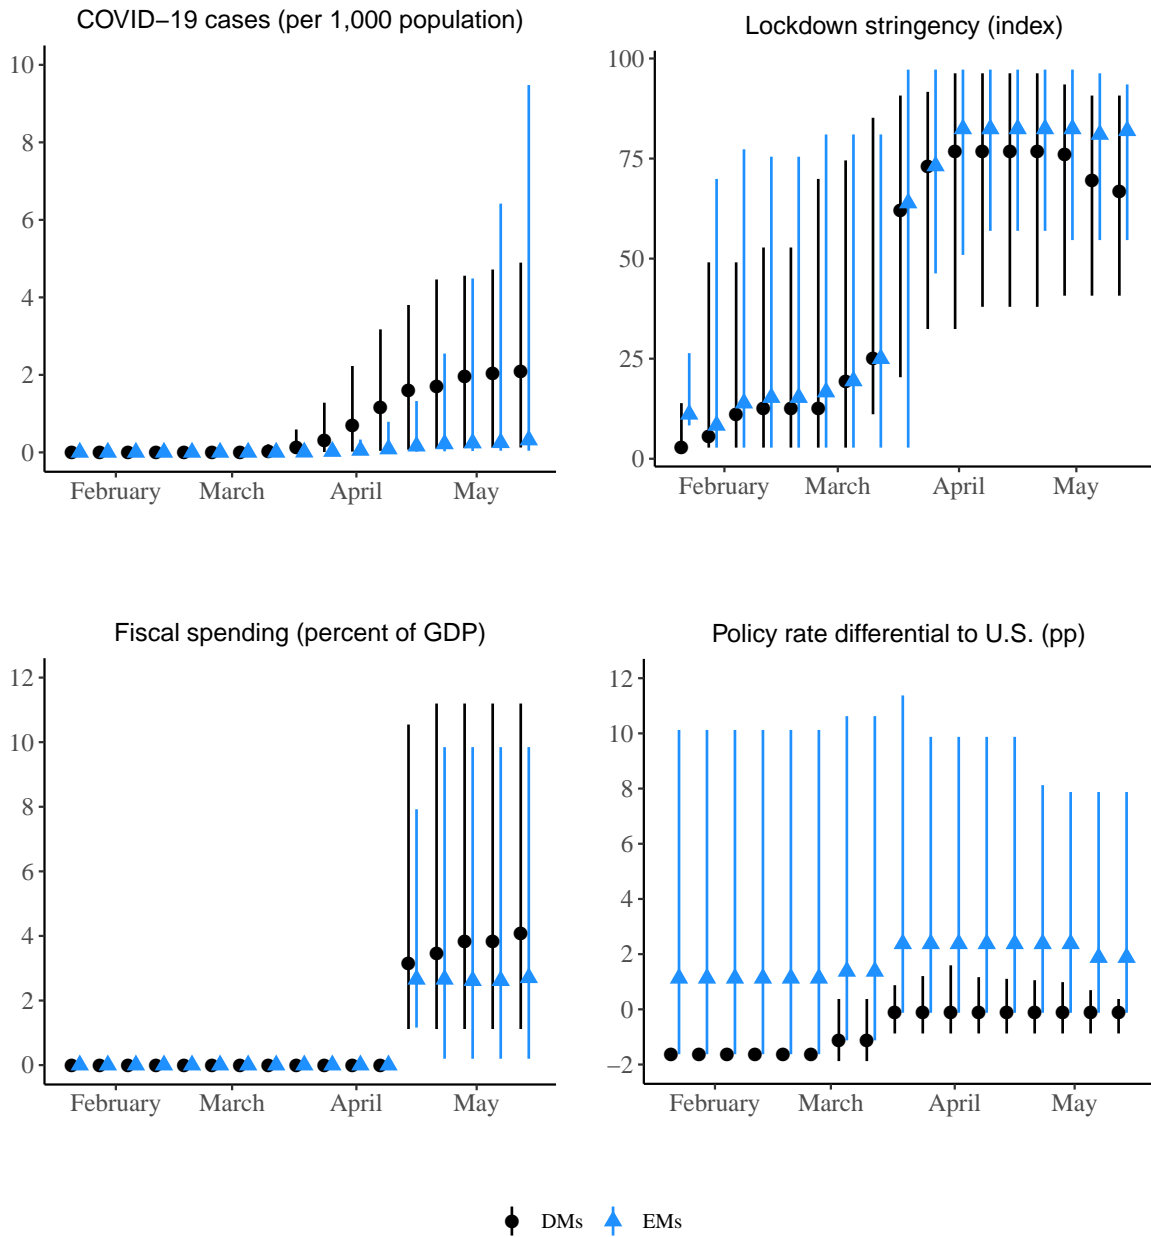 COVID−19 cases (per 1,000 population)
10
8
6
4
2
0
February March April May
Lockdown stringency (index)
100
75
50
25
0
February March April May
Fiscal spending (percent of GDP)
12
10
8
6
4
2
0
February March April May
Policy rate differential to U.S. (pp)
12
10
8
6
4
2
0
−2
February March April May
DMs EMs